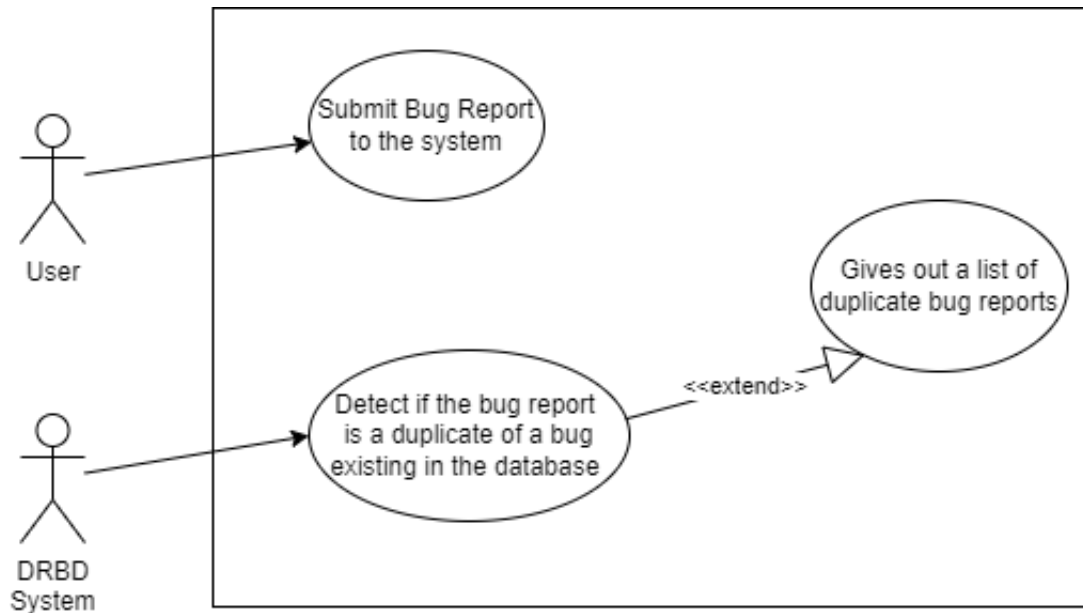 Submit Bug Report
to the system
User
Gives out a list of
duplicate bug reports
<<extend>>
Detect if the bug report
is a duplicate of a bug
existing in the database
DRBD
System